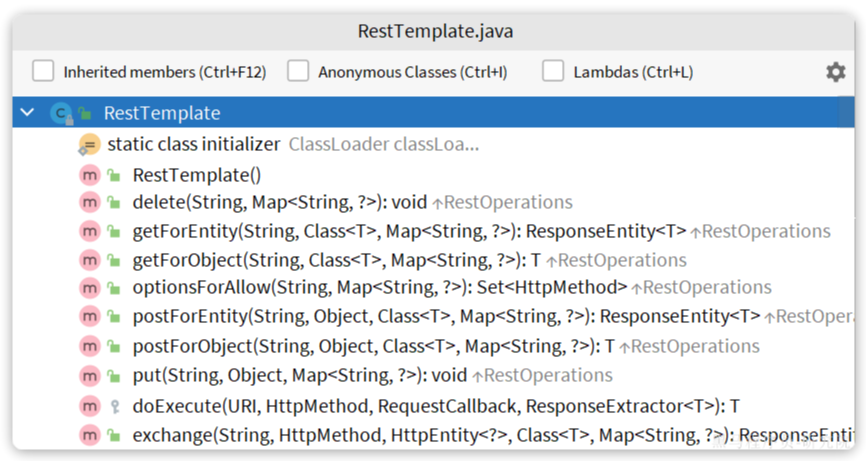 RestTemplate.java
Inherited members (Ctrl+F12) Anonymous Classes (Ctrl+I) Lambdas (Ctrl+L)
C RestTemplate
static class initializer ClassLoader classLoa...
m RestTemplate()
m delete(String, Map<String, ?>): void ↑RestOperations
m getForEntity(String, Class<T>, Map<String, ?>): ResponseEntity<T> ↑RestOperations
m getForObject(String, Class<T>, Map<String, ?>): T ↑RestOperations
m optionsForAllow(String, Map<String, ?>): Set<HttpMethod> ↑RestOperations
m postForEntity(String, Object, Class<T>, Map<String, ?>): ResponseEntity<T> ↑RestOpera
m postForObject(String, Object, Class<T>, Map<String, ?>): T ↑RestOperations
m put(String, Object, Map<String, ?>): void ↑RestOperations
m doExecute(URI, HttpMethod, RequestCallback, ResponseExtractor<T>): T
m exchange(String, HttpMethod, HttpEntity<?>, Class<T>, Map<String, ?>): ResponseEnti